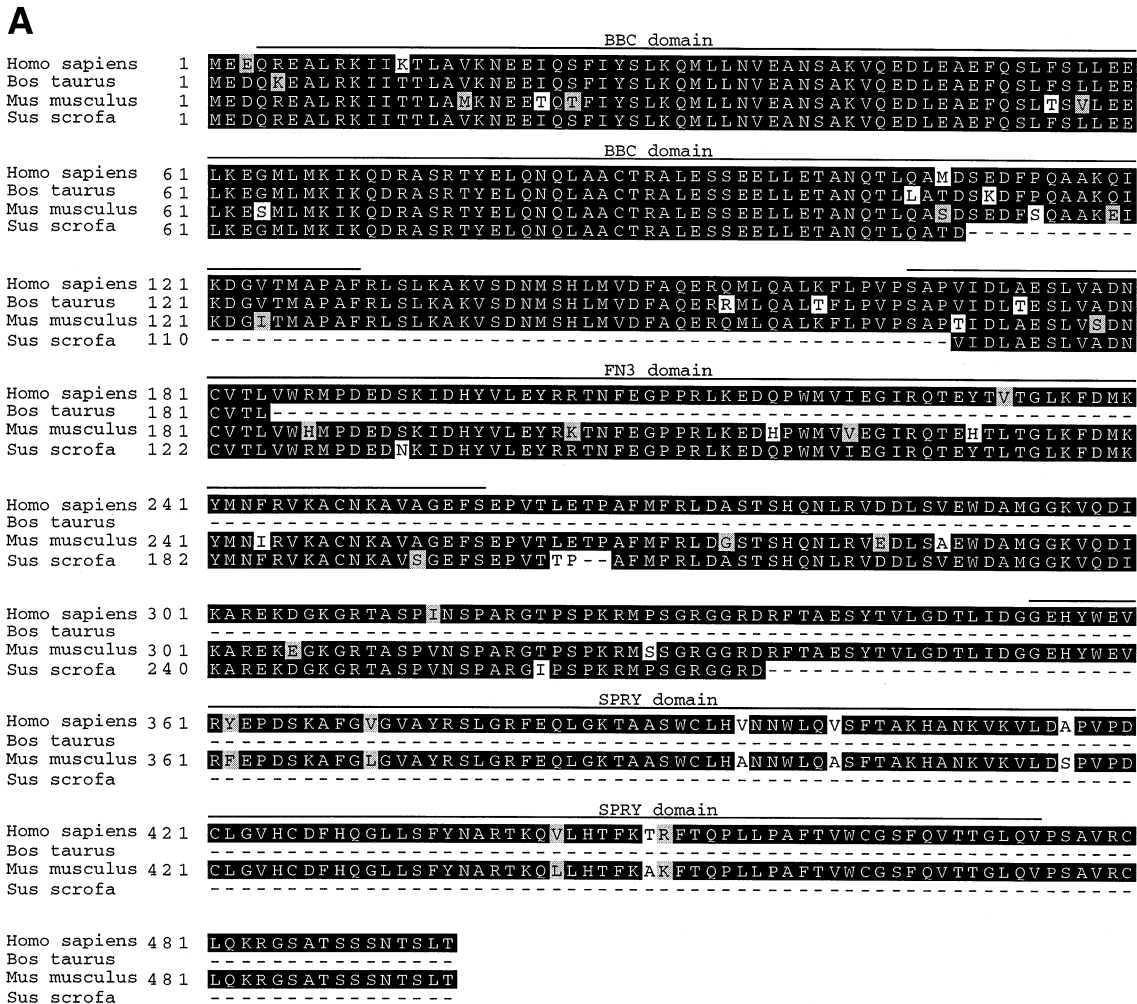 A
BBC domain
Homo sapiens 1 MEEQREALRKIIKTLAVKNEEIQSFIYSLKQMLLNVEANSAKVQEDLEAEFQSLFSLLEE
Bos taurus 1 MEDQKEALRKIITTLAVKNEEIQSFIYSLKQMLLNVEANSAKVQEDLEAEFQSLFSLLEE
Mus musculus 1 MEDQREALRKIITTLAMKNEETQTFIYSLKQMLLNVEANSAKVQEDLEAEFQSLTSVLEE
Sus scrofa 1 MEDQREALRKIITTLAVKNEEIQSFIYSLKQMLLNVEANSAKVQEDLEAEFQSLFSLLEE
BBC domain
Homo sapiens 61 LKEGMLMKIKQDRASRTYELQNQLAACTRALESSEELLETANQTLQAMDSEDFPQAAKQI
Bos taurus 61 LKEGMLMKIKQDRASRTYELQNQLAACTRALESSEELLETANQTLLATDSKDFPQAAKQI
Mus musculus 61 LKESMLMKIKQDRASRTYELQNQLAACTRALESSEELLETANQTLQASDSEDFSQAAKEI
Sus scrofa 61 LKEGMLMKIKQDRASRTYELQNQLAACTRALESSEELLETANQTLQATD-----------
Homo sapiens 121 KDGVTMAPAFRLSLKAKVSDNMSHLMVDFAQERQMLQALKFLPVPSAPVIDLAESLVADN
Bos taurus 121 KDGVTMAPAFRLSLKAKVSDNMSHLMVDFAQERRMLQALTFLPVPSAPVIDLTESLVADN
Mus musculus 121 KDGITMAPAFRLSLKAKVSDNMSHLMVDFAQERQMLQALKFLPVPSAPTIDLAESLVSDN
Sus scrofa 110 ------------------------------------------------VIDLAESLVADN
FN3 domain
Homo sapiens 181 CVTLVWRMPDEDSKIDHYVLEYRRTNFEGPPRLKEDQPWMVIEGIRQTEYTVTGLKFDMK
Bos taurus 181 CVTL--------------------------------------------------------
Mus musculus 181 CVTLVWHMPDEDSKIDHYVLEYRKTNFEGPPRLKEDHPWMVVEGIRQTEHTLTGLKFDMK
Sus scrofa 122 CVTLVWRMPDEDNKIDHYVLEYRRTNFEGPPRLKEDQPWMVIEGIRQTEYTLTGLKFDMK
Homo sapiens 241 YMNFRVKACNKAVAGEFSEPVTLETPAFMFRLDASTSHQNLRVDDLSVEWDAMGGKVQDI
Bos taurus ------------------------------------------------------------
Mus musculus 241 YMNIRVKACNKAVAGEFSEPVTLETPAFMFRLDGSTSHQNLRVEDLSAEWDAMGGKVQDI
Sus scrofa 182 YMNFRVKACNKAVSGEFSEPVTTP--AFMFRLDASTSHQNLRVDDLSVEWDAMGGKVQDI
Homo sapiens 301 KAREKDGKGRTASPINSPARGTPSPKRMPSGRGGRDRFTAESYTVLGDTLIDGGEHYWEV
Bos taurus ------------------------------------------------------------
Mus musculus 301 KAREKEGKGRTASPVNSPARGTPSPKRMSSGRGGRDRFTAESYTVLGDTLIDGGEHYWEV
Sus scrofa 240 KAREKDGKGRTASPVNSPARGIPSPKRMPSGRGGRD------------------------
SPRY domain
Homo sapiens 361 RYEPDSKAFGVGVAYRSLGRFEQLGKTAASWCLHVNNWLQVSFTAKHANKVKVLDAPVPD
Bos taurus ------------------------------------------------------------
Mus musculus 361 RFEPDSKAFGLGVAYRSLGRFEQLGKTAASWCLHANNWLQASFTAKHANKVKVLDSPVPD
Sus scrofa ------------------------------------------------------------
SPRY domain
Homo sapiens 421 CLGVHCDFHQGLLSFYNARTKQVLHTFKTRFTQPLLPAFTVWCGSFQVTTGLQVPSAVRC
Bos taurus ------------------------------------------------------------
Mus musculus 421 CLGVHCDFHQGLLSFYNARTKQLLHTFKAKFTQPLLPAFTVWCGSFQVTTGLQVPSAVRC
Sus scrofa ------------------------------------------------------------
Homo sapiens 481 LQKRGSATSSSNTSLT
Bos taurus ----------------
Mus musculus 481 LQKRGSATSSSNTSLT
Sus scrofa ----------------